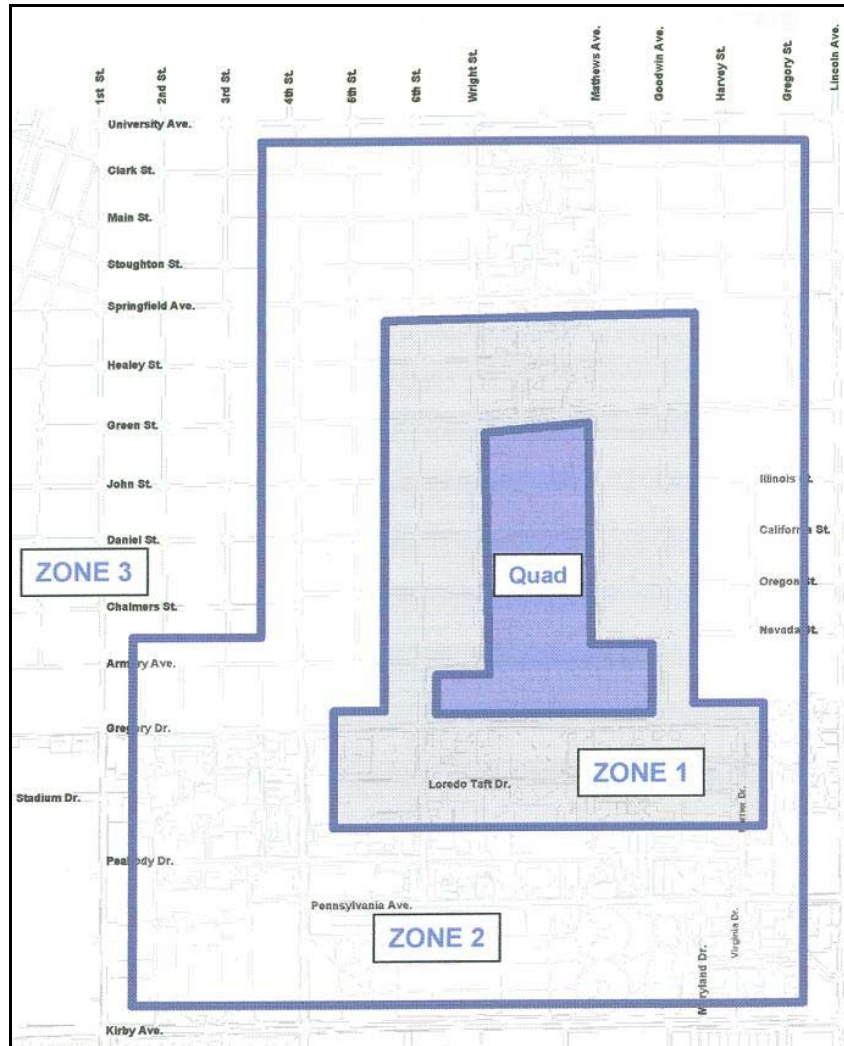 1st St.
2nd St.
3rd St.
4th St.
5th St.
6th St.
Wright St.
Mathews Ave.
Goodwin Ave.
Harvey St.
Gregory St.
Lincoln Ave.
University Ave.
Clark St.
Main St.
Stoughton St.
Springfield Ave.
Healey St.
Green St.
John St.
Illinois St.
Daniel St.
California St.
ZONE 3
Quad
Oregon St.
Chalmers St.
Nevada St.
Armory Ave.
Gregory Dr.
ZONE 1
Loredo Taft Dr.
Stadium Dr.
Peabody Dr.
Pennsylvania Ave.
ZONE 2
Virginia Dr.
Maryland Dr.
Kirby Ave.